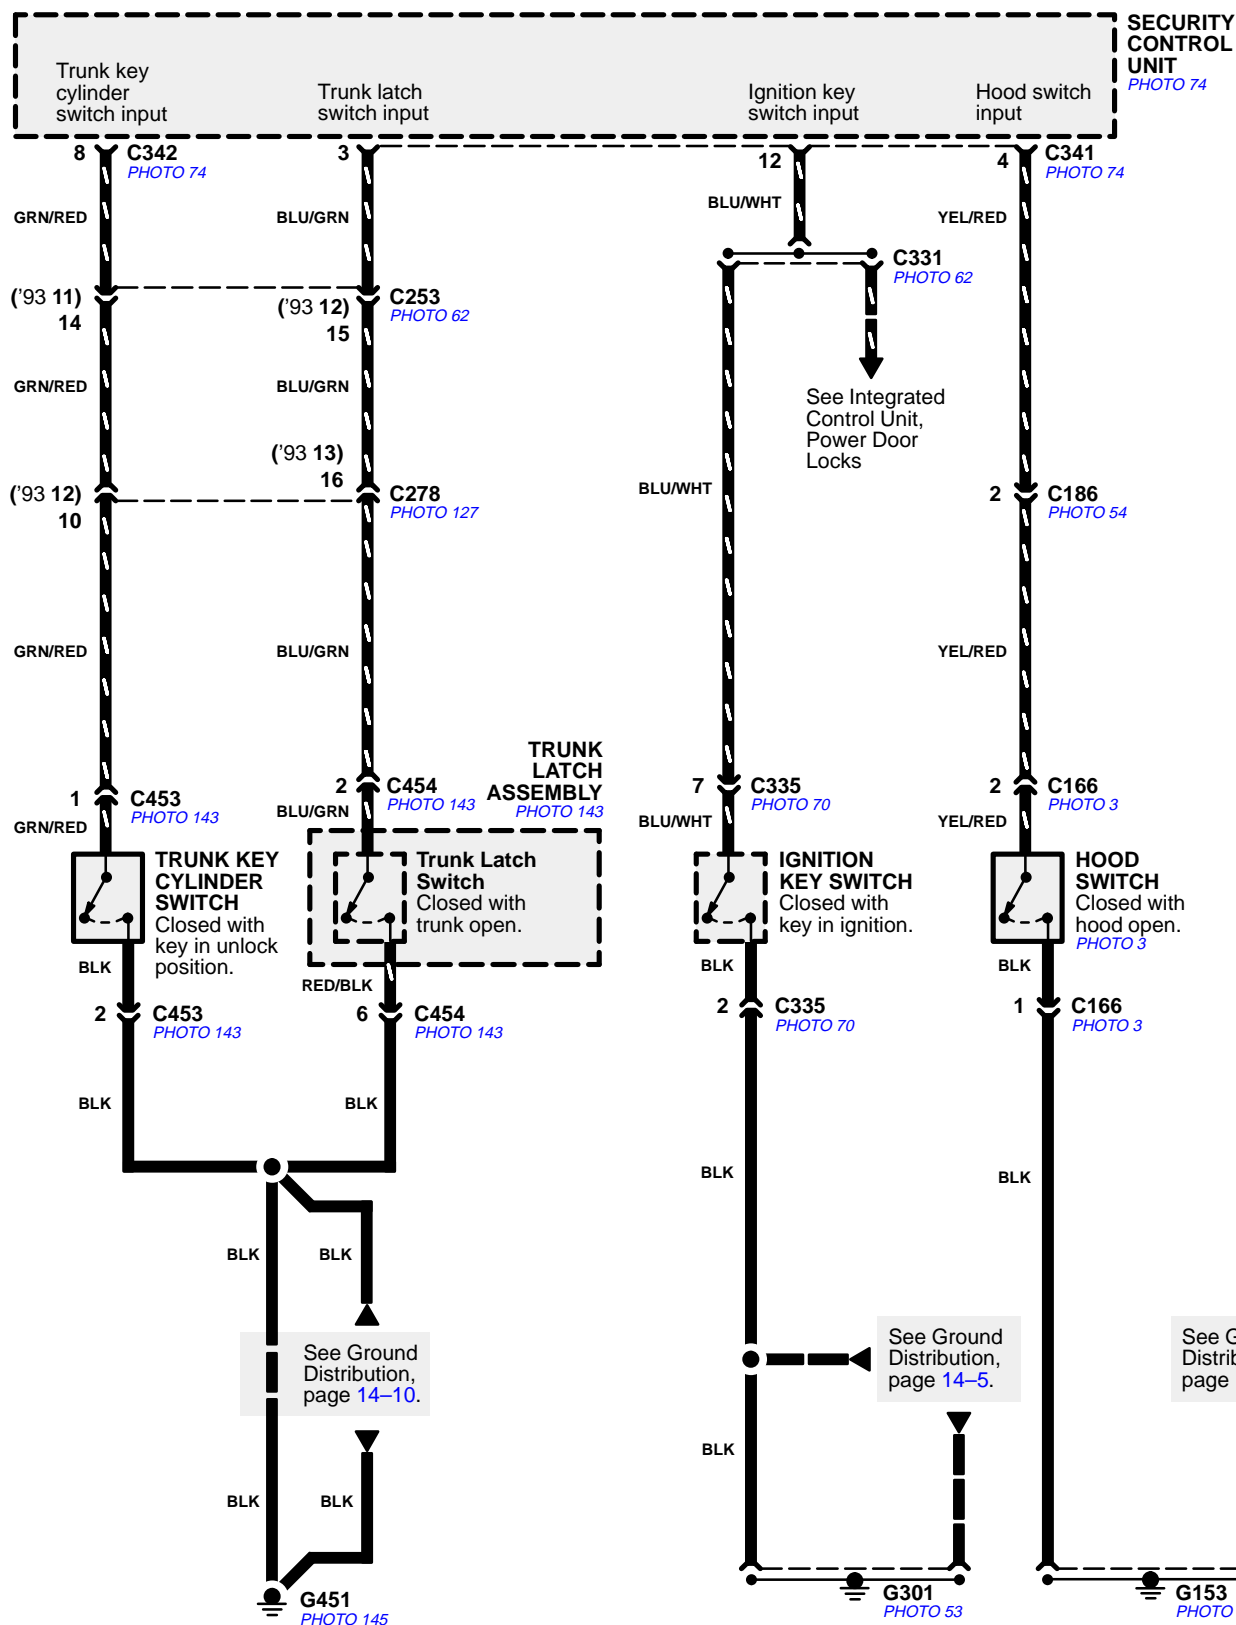 SECURITY
CONTROL
UNIT
PHOTO 74
Trunk key
cylinder
switch input
Trunk latch
switch input
Ignition key
switch input
Hood switch
input
8
C342
PHOTO 74
3
12
4
C341
PHOTO 74
GRN/RED
BLU/GRN
BLU/WHT
YEL/RED
C331
PHOTO 62
('93 11)
14
('93 12)
15
C253
PHOTO 62
GRN/RED
BLU/GRN
See Integrated
Control Unit,
Power Door
Locks
('93 12)
10
('93 13)
16
C278
PHOTO 127
BLU/WHT
2
C186
PHOTO 54
GRN/RED
BLU/GRN
YEL/RED
TRUNK
LATCH
ASSEMBLY
PHOTO 143
1
C453
PHOTO 143
2
C454
PHOTO 143
7
C335
PHOTO 70
2
C166
PHOTO 3
GRN/RED
BLU/GRN
BLU/WHT
YEL/RED
TRUNK KEY
CYLINDER
SWITCH
Closed with
key in unlock
position.
Trunk Latch
Switch
Closed with
trunk open.
IGNITION
KEY SWITCH
Closed with
key in ignition.
HOOD
SWITCH
Closed with
hood open.
PHOTO 3
BLK
RED/BLK
BLK
BLK
2
C453
PHOTO 143
6
C454
PHOTO 143
2
C335
PHOTO 70
1
C166
PHOTO 3
BLK
BLK
BLK
BLK
BLK
BLK
See Ground
Distribution,
page 14–10.
See Ground
Distribution,
page 14–5.
See G
Distrib
page
BLK
BLK
BLK
G451
PHOTO 145
G301
PHOTO 53
G153
PHOTO